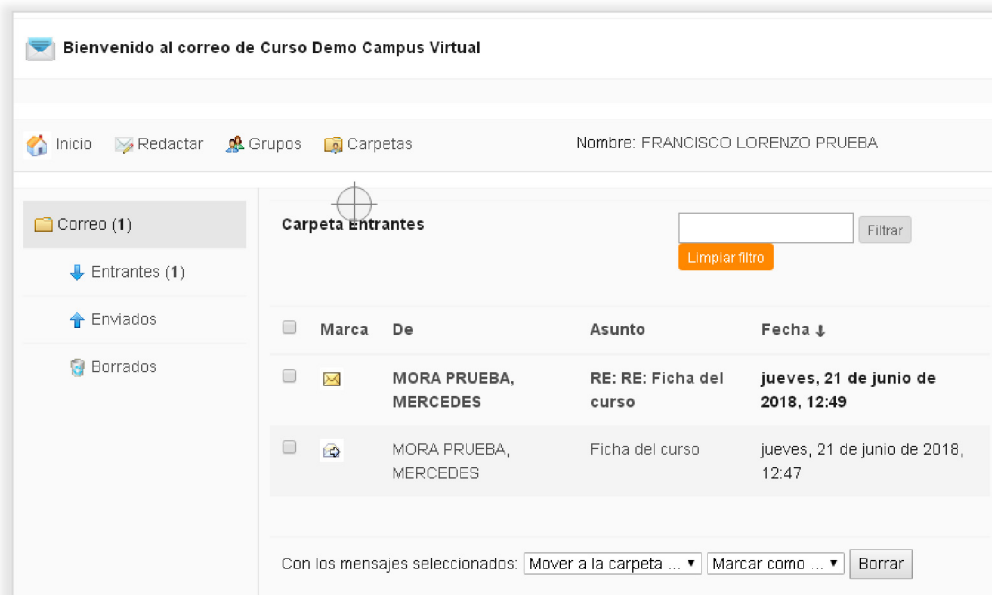 Bienvenido al correo de Curso Demo Campus Virtual
Inicio Redactar Grupos Carpetas Nombre: FRANCISCO LORENZO PRUEBA
Correo (1)
Entrantes (1)
Enviados
Borrados
Carpeta Entrantes
Filtrar
Limpiar filtro
Marca De Asunto Fecha
MORA PRUEBA, RE: RE: Ficha del jueves, 21 de junio de
MERCEDES curso 2018, 12:49
MORA PRUEBA, Ficha del curso jueves, 21 de junio de 2018,
MERCEDES 12:47
Con los mensajes seleccionados: Mover a la carpeta ... Marcar como ... Borrar